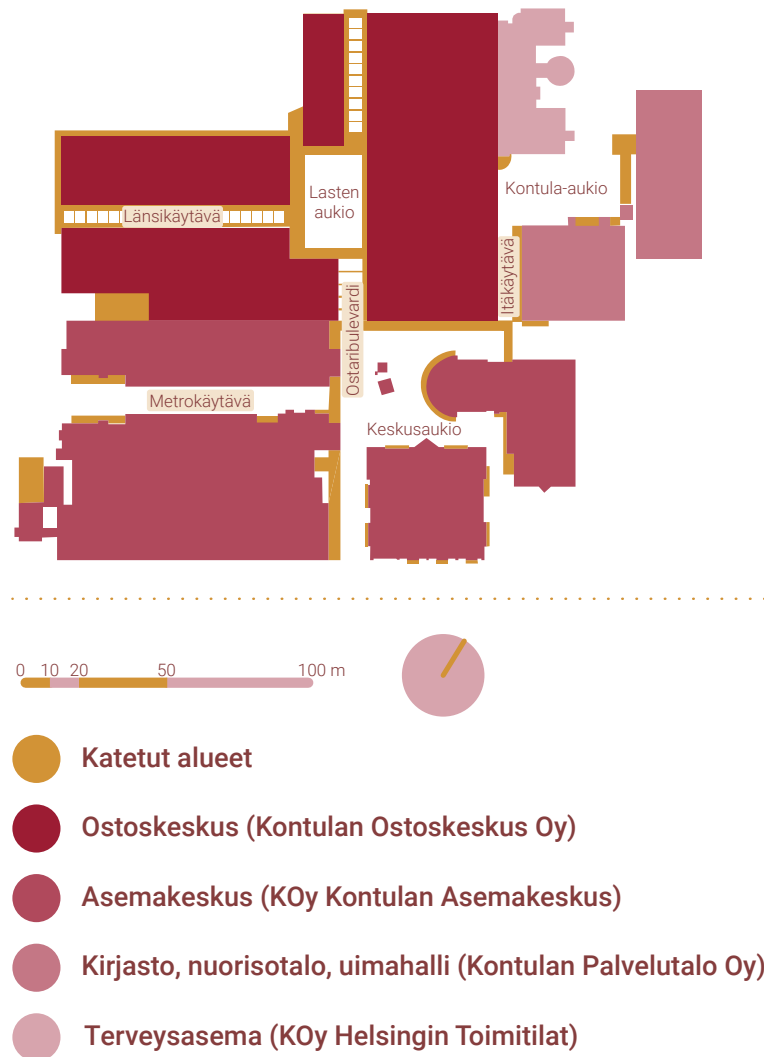 Lasten
aukio
Kontula-aukio
Länsikäytävä
Itäkäytävä
Ostaribulevardi
Metrokäytävä
Keskusaukio
0 10 20 50 100 m
Katetut alueet
Ostoskeskus (Kontulan Ostoskeskus Oy)
Asemakeskus (KOy Kontulan Asemakeskus)
Kirjasto, nuorisotalo, uimahalli (Kontulan Palvelutalo Oy)
Terveysasema (KOy Helsingin Toimitilat)